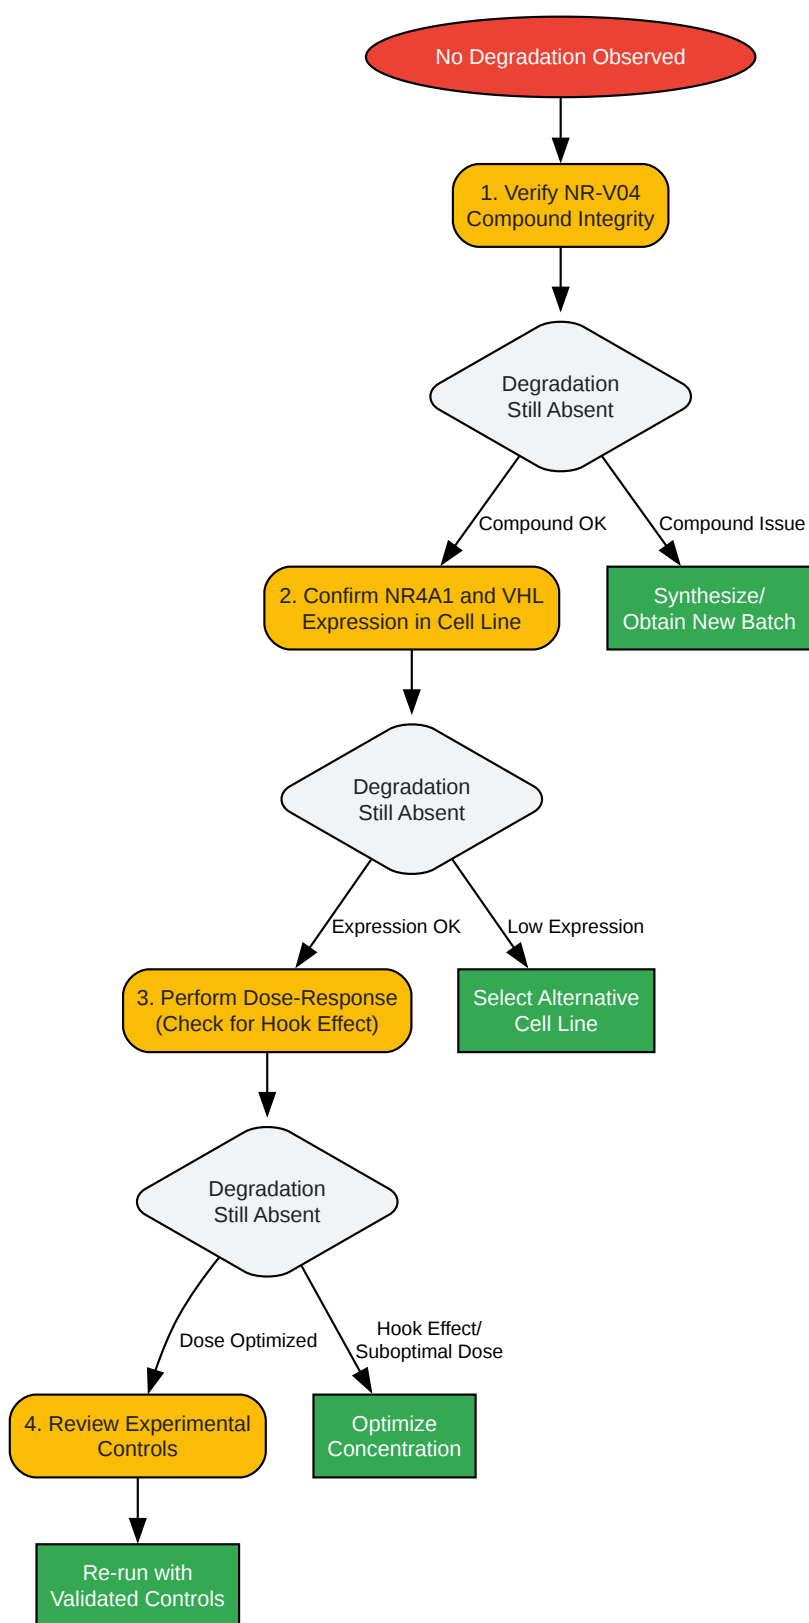 No Degradation Observed
1. Verify NR-V04
Compound Integrity
Degradation
Still Absent
Compound OK
Compound Issue
2. Confirm NR4A1 and VHL
Expression in Cell Line
Synthesize/
Obtain New Batch
Degradation
Still Absent
Expression OK
Low Expression
3. Perform Dose-Response
(Check for Hook Effect)
Select Alternative
Cell Line
Degradation
Still Absent
Dose Optimized
Hook Effect/
Suboptimal Dose
4. Review Experimental
Controls
Optimize
Concentration
Re-run with
Validated Controls